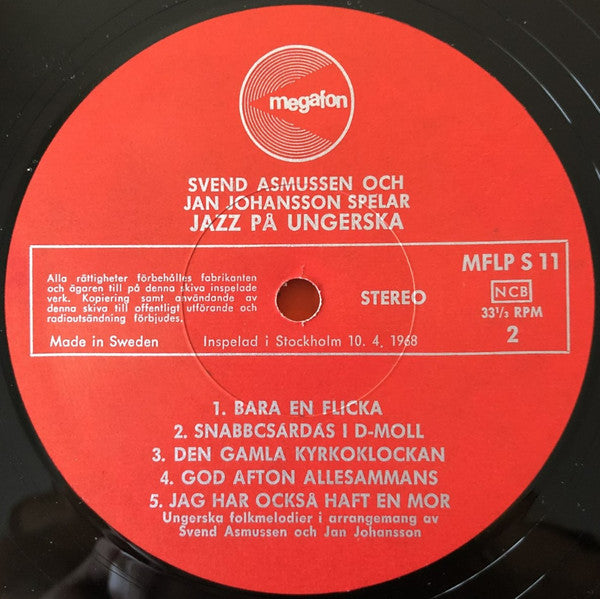 megafon
SVEND ASMUSSEN OCH
JAN JOHANSSON SPELAR
JAZZ PÅ UNGERSKA
Alla rättigheter förbehålles fabrikanten
och ägaren till på denna skiva inspelade
verk. Kopiering samt användande av
denna skiva till offentligt utförande och
radioutsändning förbjudes.
Made in Sweden
Inspelad i Stockholm 10. 4. 1968
STEREO
MFLP S 11
NCB
33 1/3 RPM
2
1. BARA EN FLICKA
2. SNABBCSARDAS I D-MOLL
3. DEN GAMLA KYRKOKLOCKAN
4. GOD AFTON ALLESAMMANS
5. JAG HAR OCKSÅ HAFT EN MOR
Ungerska folkmelodier i arrangemang av
Svend Asmussen och Jan Johansson